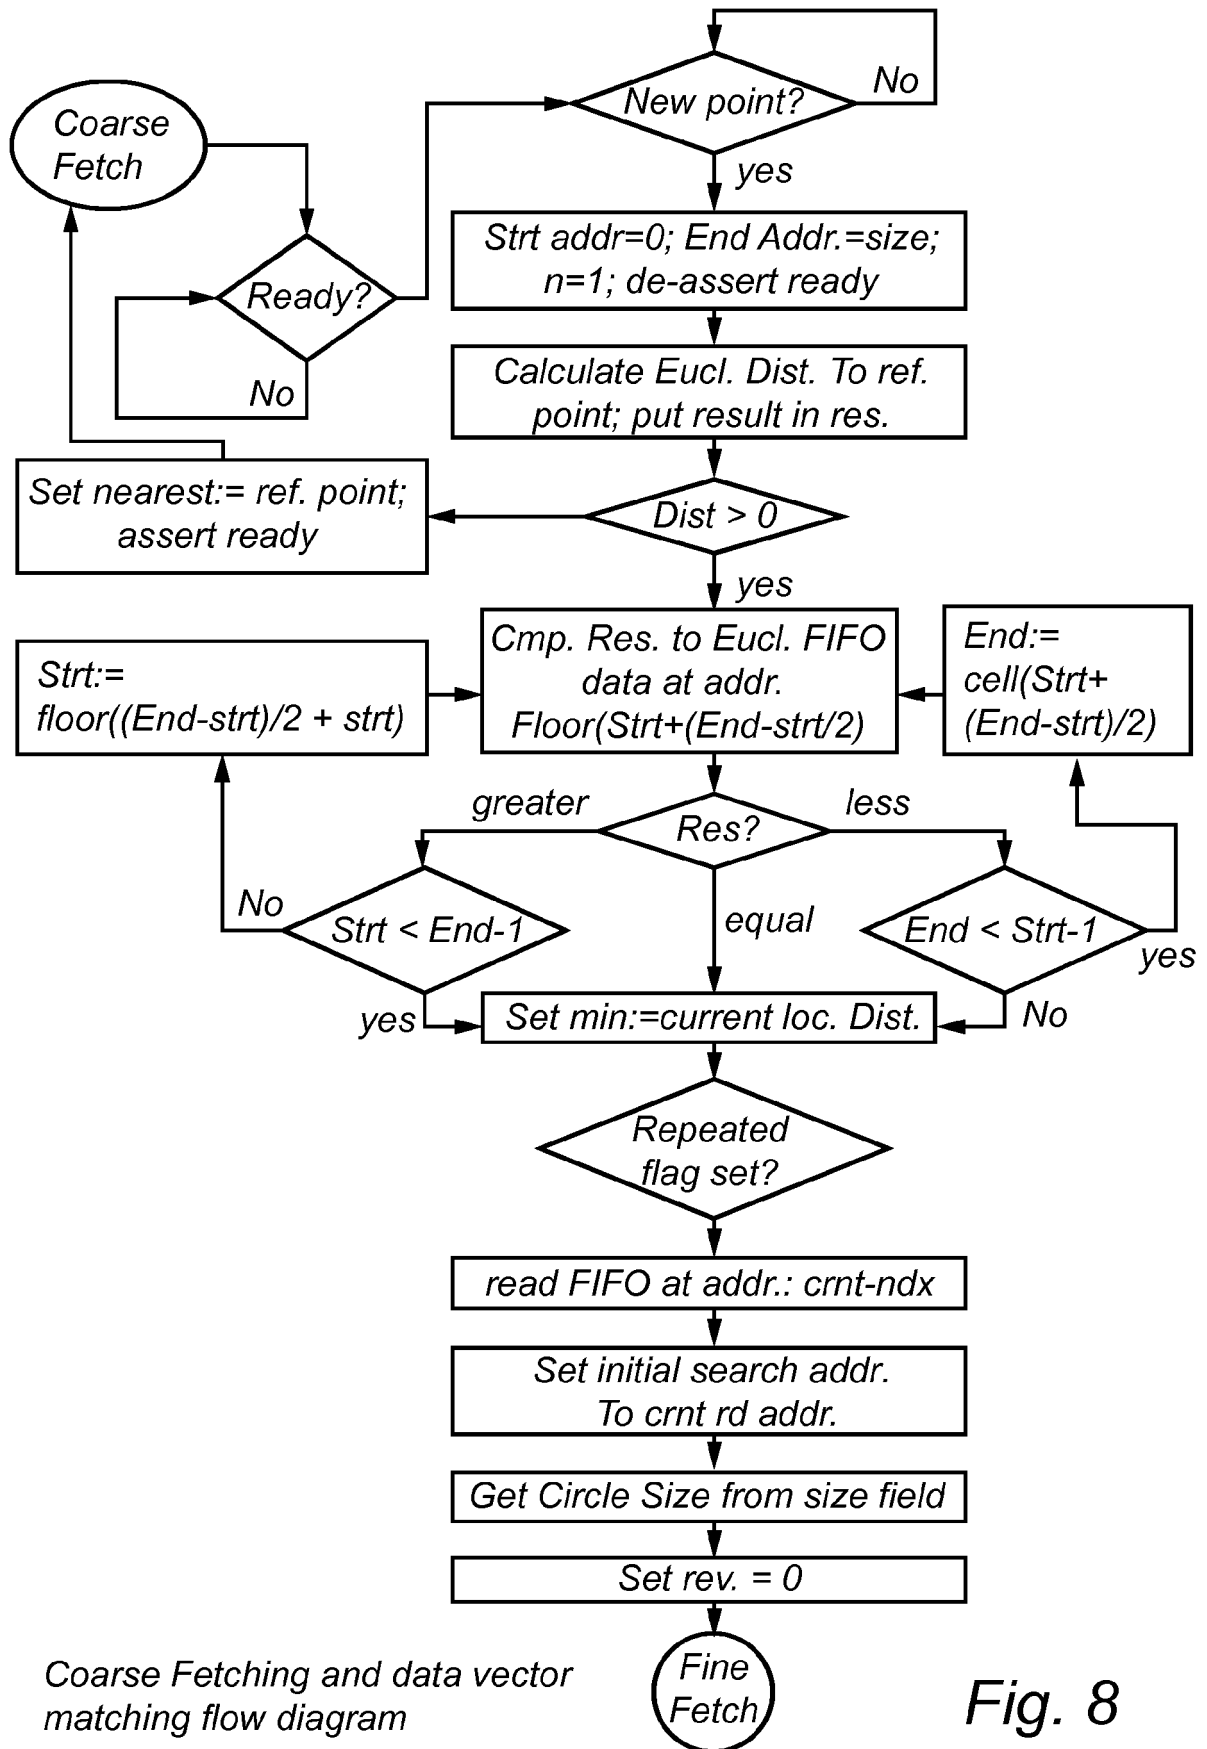 New point?
No
Coarse
Fetch
yes
Strt addr=0; End Addr.=size;
n=1; de-assert ready
Ready?
No
Calculate Eucl. Dist. To ref.
point; put result in res.
Set nearest:= ref. point;
assert ready
Dist > 0
yes
Strt:=
floor((End-strt)/2 + strt)
Cmp. Res. to Eucl. FIFO
data at addr.
Floor(Strt+(End-strt/2)
End:=
cell(Strt+
(End-strt)/2)
greater
Res?
less
No
Strt < End-1
equal
End < Strt-1
yes
yes
Set min:=current loc. Dist.
No
Repeated
flag set?
read FIFO at addr.: crnt-ndx
Set initial search addr.
To crnt rd addr.
Get Circle Size from size field
Set rev. = 0
Fine
Fetch
Coarse Fetching and data vector
matching flow diagram
Fig. 8